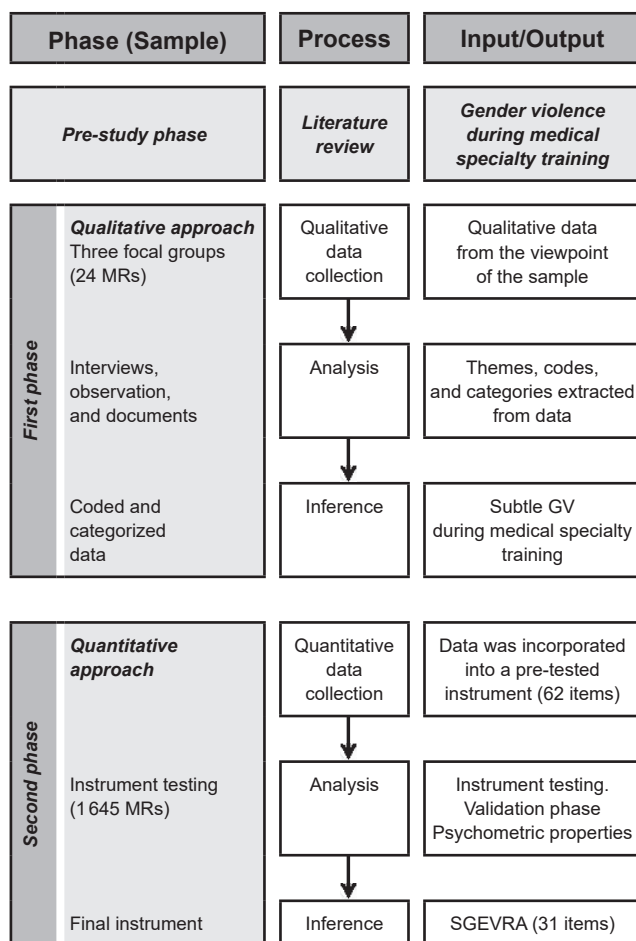 Phase (Sample)
Process
Input/Output
Pre-study phase
Literature
review
Gender violence
during medical
specialty training
First phase
Qualitative approach
Three focal groups
(24 MRs)
Qualitative
data
collection
Qualitative data
from the viewpoint
of the sample
Interviews,
observation,
and documents
Analysis
Themes, codes,
and categories extracted
from data
Coded and
categorized
data
Inference
Subtle GV
during medical specialty
training
Second phase
Quantitative
approach
Quantitative
data
collection
Data was incorporated
into a pre-tested
instrument (62 items)
Instrument testing
(1 645 MRs)
Analysis
Instrument testing.
Validation phase
Psychometric properties
Final instrument
Inference
SGEVRA (31 items)